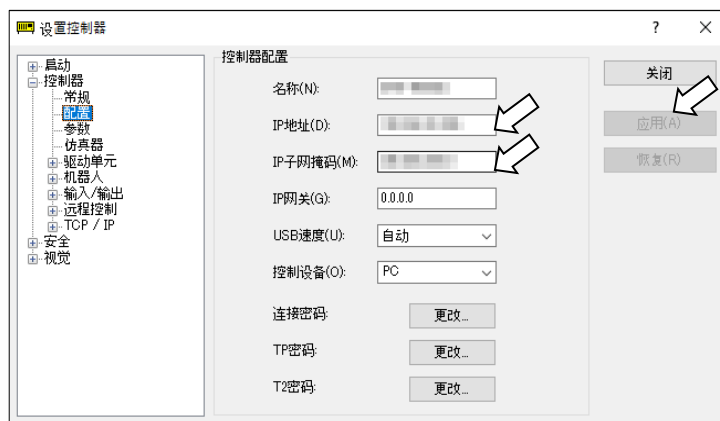 设置控制器
? ×
启动
控制器
常规
配置
参数
仿真器
驱动单元
机器人
输入/输出
远程控制
TCP / IP
安全
视觉
控制器配置
名称(N):
IP地址(D):
IP子网掩码(M):
IP网关(G): 0.0.0.0
USB速度(U): 自动
控制设备(O): PC
连接密码: 更改...
TP密码: 更改...
T2密码: 更改...
关闭
应用(A)
恢复(R)